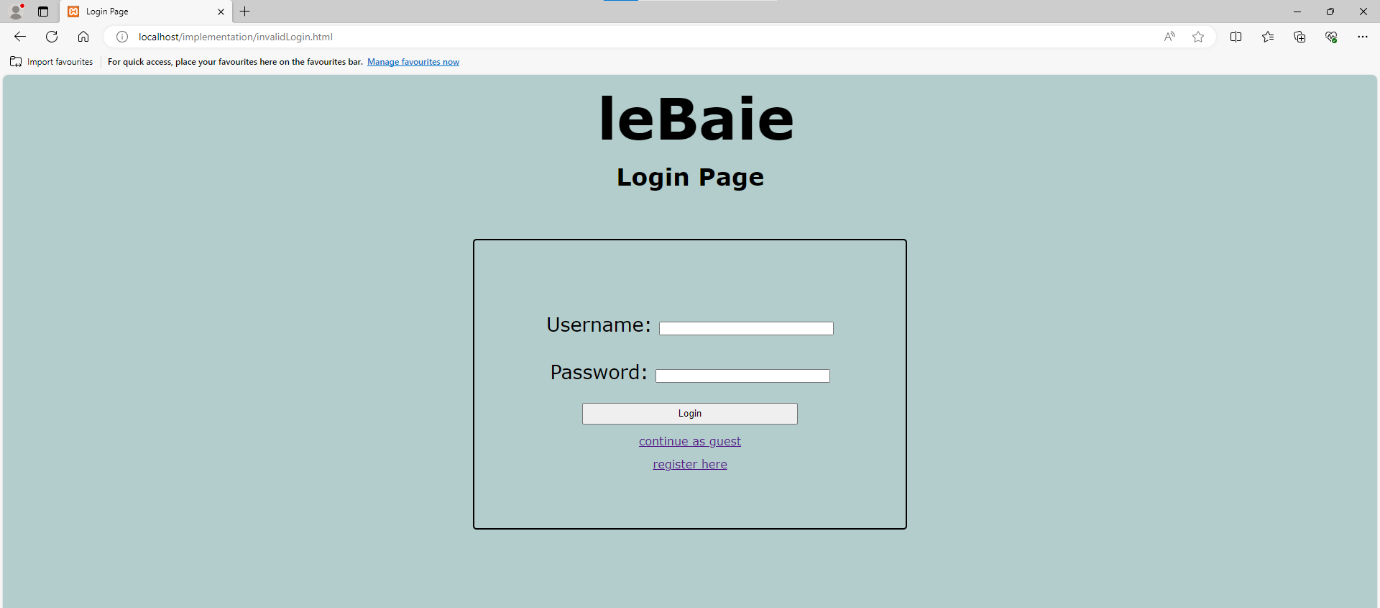 Login Page
localhost/implementation/invalidLogin.html
Import favourites For quick access, place your favourites here on the favourites bar. Manage favourites now
leBaie
Login Page
Username:
Password:
Login
continue as guest
register here